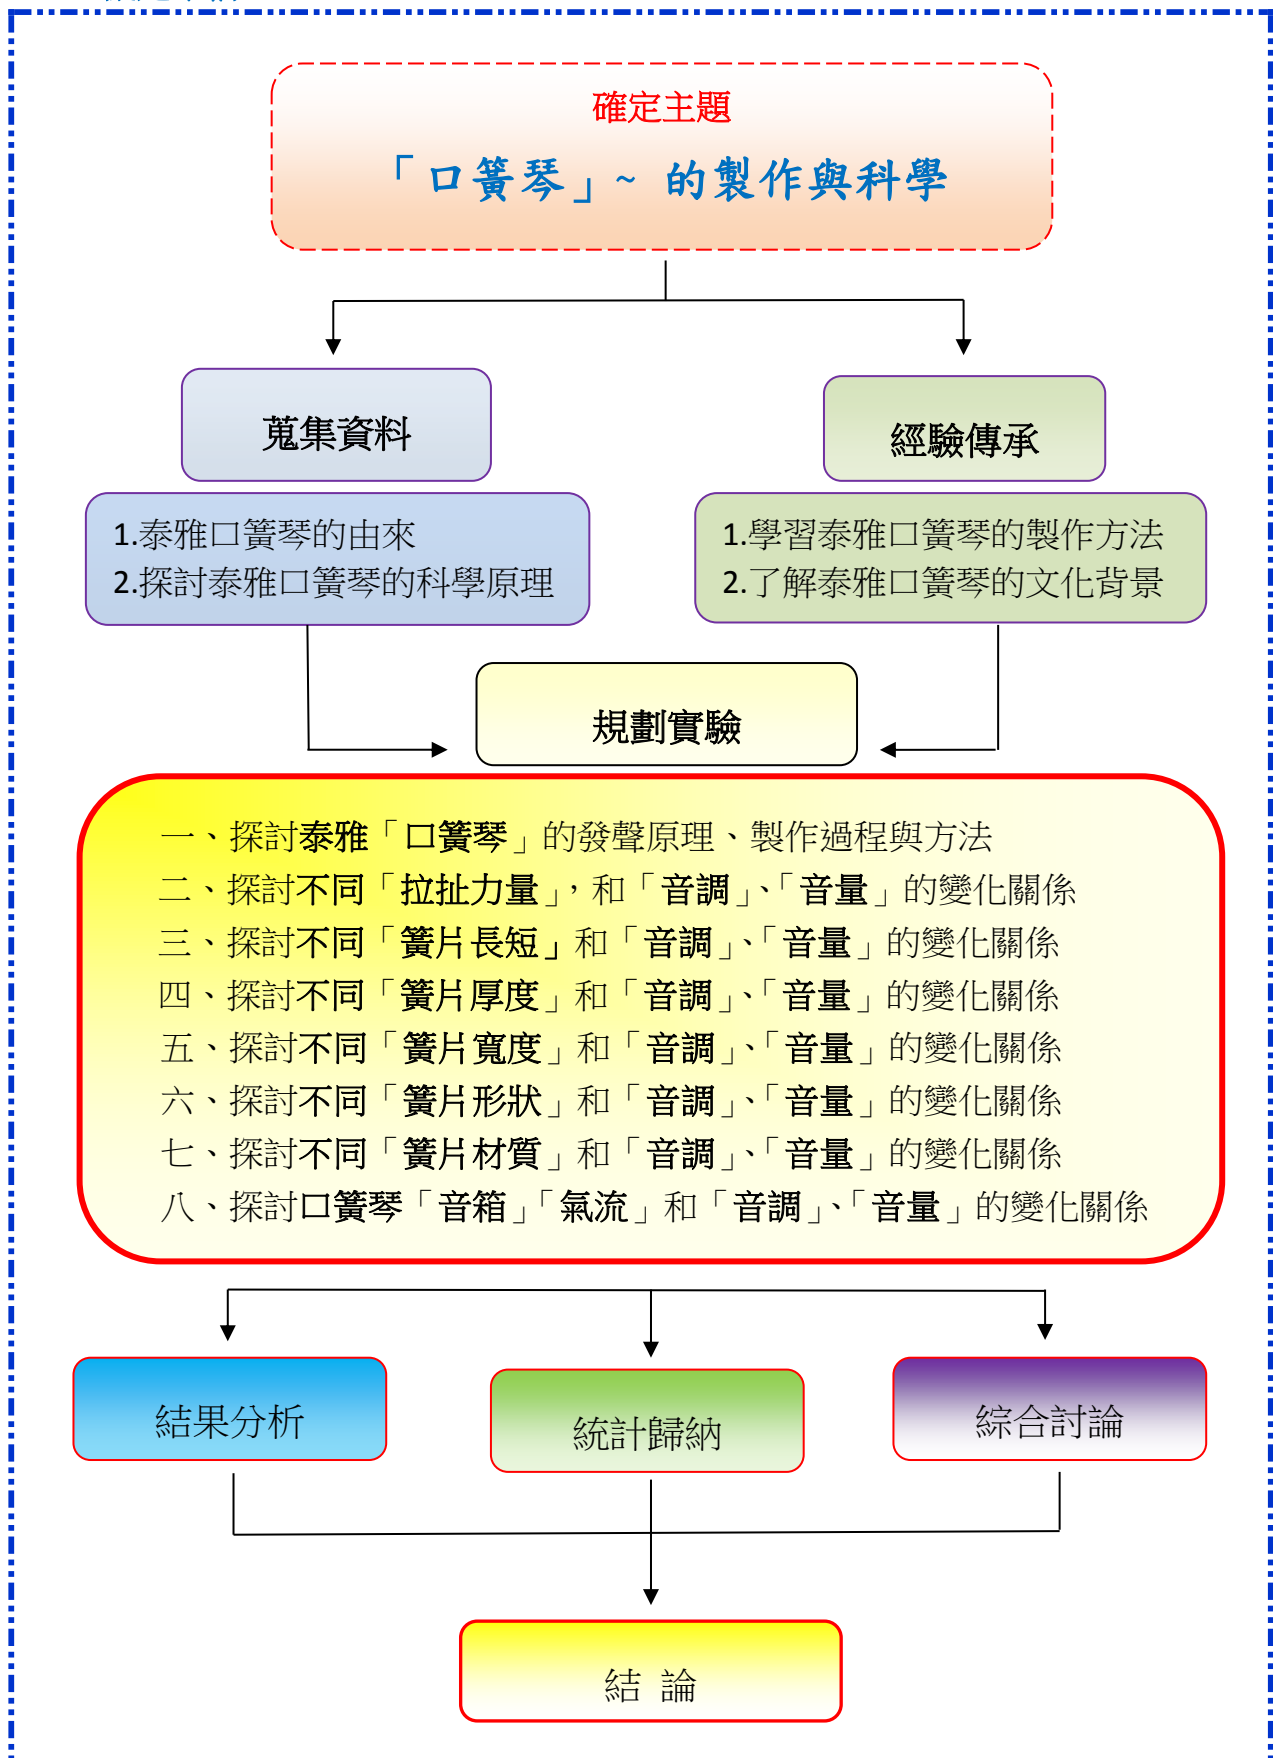 確定主題
「口簧琴」~ 的製作與科學
蒐集資料
經驗傳承
1.泰雅口簧琴的由來
2.探討泰雅口簧琴的科學原理
1.學習泰雅口簧琴的製作方法
2.了解泰雅口簧琴的文化背景
規劃實驗
一、探討泰雅「口簧琴」的發聲原理、製作過程與方法
二、探討不同「拉扯力量」，和「音調」、「音量」的變化關係
三、探討不同「簧片長短」和「音調」、「音量」的變化關係
四、探討不同「簧片厚度」和「音調」、「音量」的變化關係
五、探討不同「簧片寬度」和「音調」、「音量」的變化關係
六、探討不同「簧片形狀」和「音調」、「音量」的變化關係
七、探討不同「簧片材質」和「音調」、「音量」的變化關係
八、探討口簧琴「音箱」「氣流」和「音調」、「音量」的變化關係
結果分析
統計歸納
綜合討論
結 論